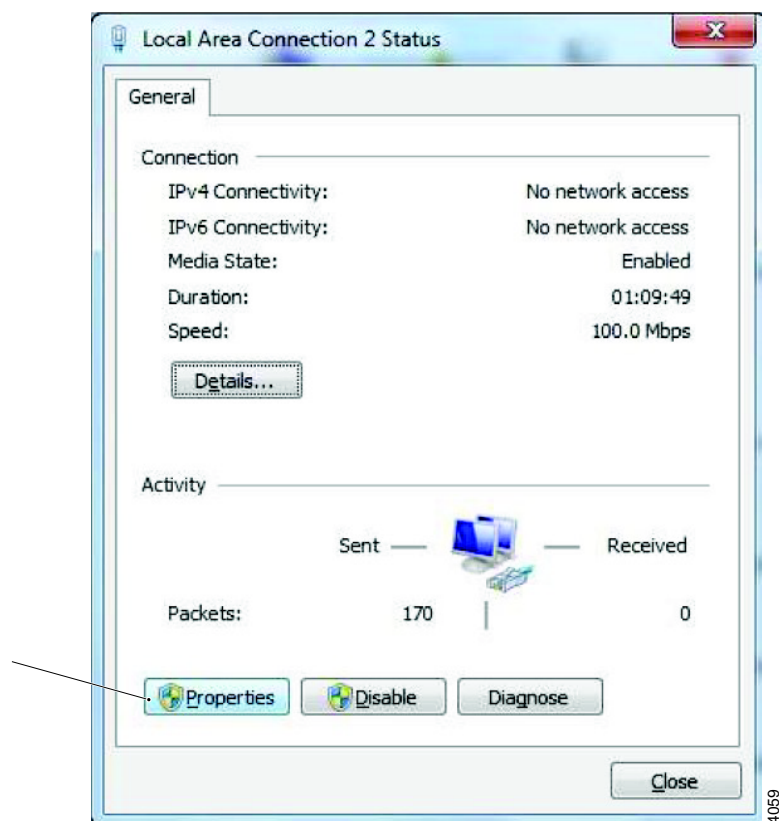 Local Area Connection 2 Status
General
Connection
IPv4 Connectivity: No network access
IPv6 Connectivity: No network access
Media State: Enabled
Duration: 01:09:49
Speed: 100.0 Mbps
Details...
Activity
Sent Received
Packets: 170 0
Properties Disable Diagnose
Close
4059